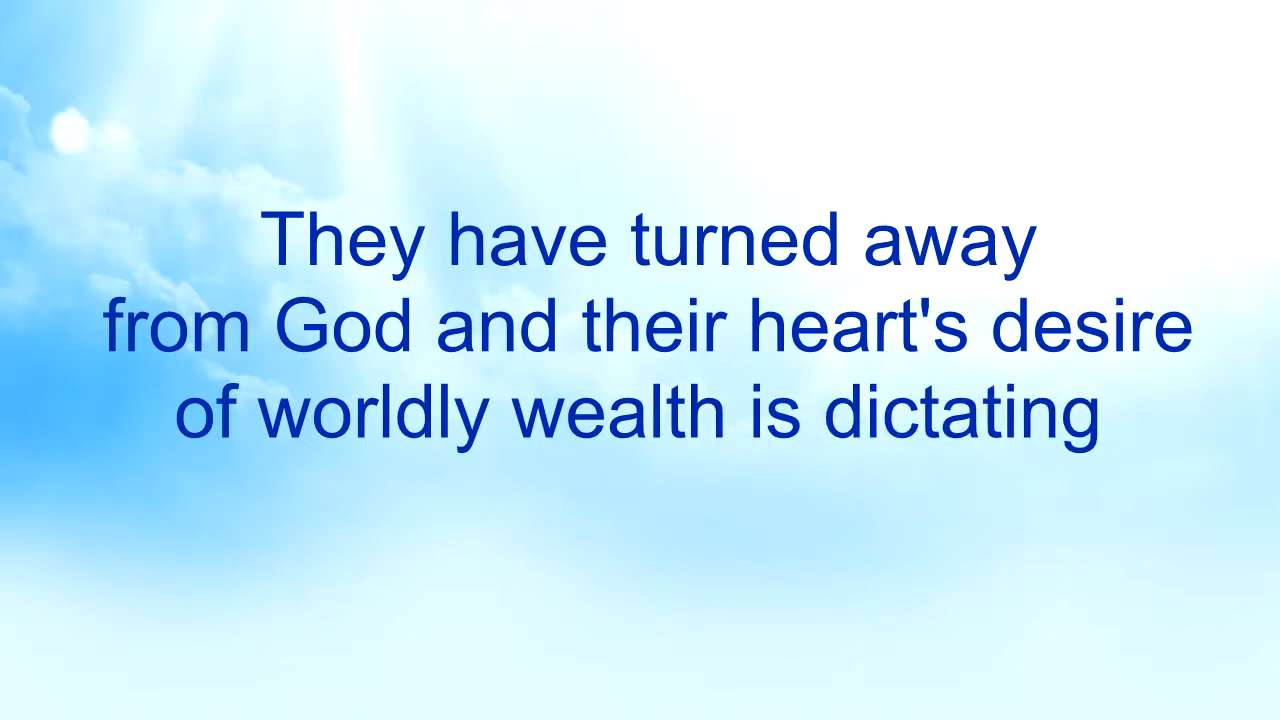 They have turned away
from God and their heart's desire
of worldly wealth is dictating